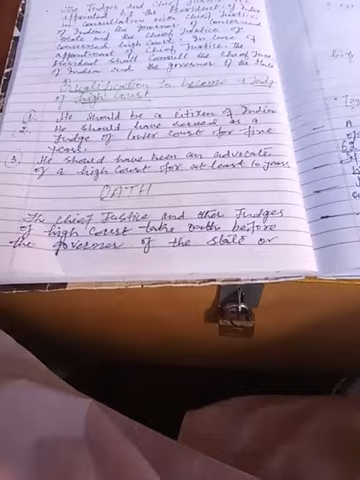 The Judges and
appointed by the President of India
in consultation with Chief Justice
of India, the Governor of concerned
State and the Chief Justice of
concerned high Court. In case of
appointment of Chief Justice the
President shall consult the Chief Justice
of India and the governor of the State
Qualification to become a Judge
of high Court
1. He should be a citizen of India
2. He should have served as a
Judge of lower Court for five
years.
3. He should have been an advocate
of a high Court for at least 10 years
OATH
The Chief Justice and other Judges
of high Court take oath before
the governor of the state or